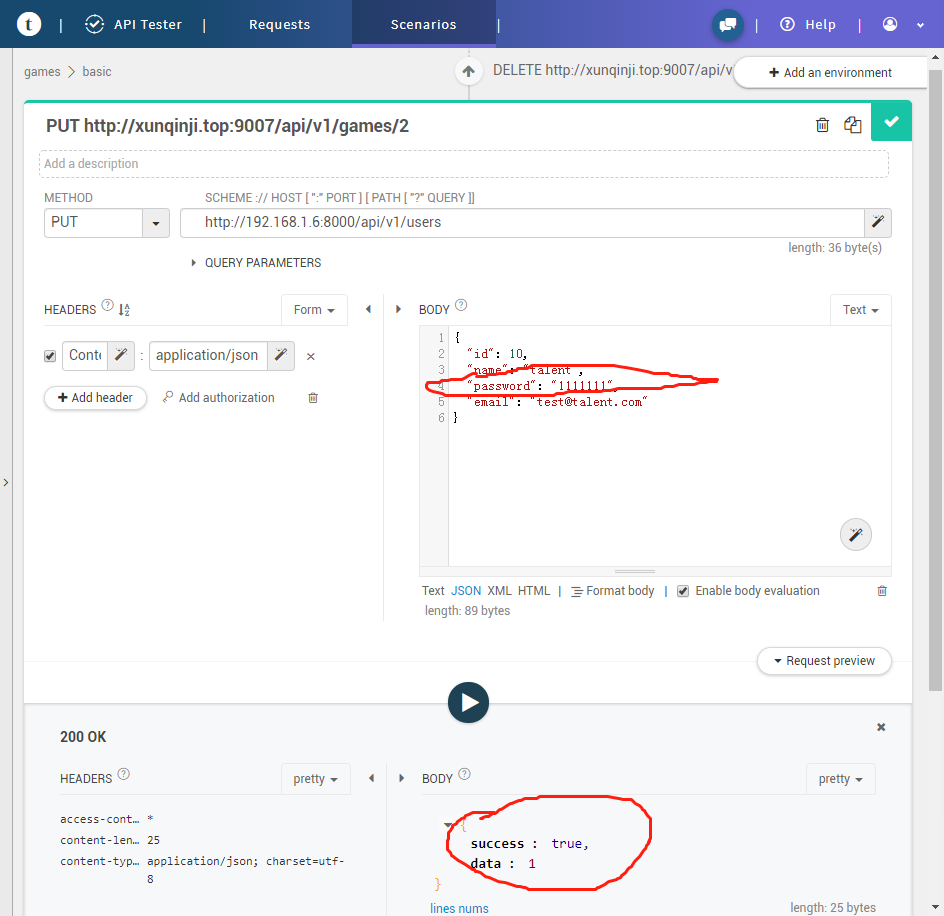 t | API Tester | Requests Scenarios | | Help |
games > basic
DELETE http://xunqinji.top:9007/api/v
+ Add an environment
PUT http://xunqinji.top:9007/api/v1/games/2
Add a description
METHOD SCHEME :// HOST [ ":" PORT ] [ PATH [ "?" QUERY ]]
PUT http://192.168.1.6:8000/api/v1/users
length: 36 byte(s)
QUERY PARAMETERS
HEADERS ? Form
BODY ? Text
Conte : application/json ×
+ Add header Add authorization
1 {
2 "id": 10,
3 "name": "talent",
4 "password": "1111111",
5 "email": "test@talent.com"
6 }
Text JSON XML HTML | Format body | Enable body evaluation
length: 89 bytes
Request preview
200 OK
HEADERS ? pretty
BODY ? pretty
access-cont... *
content-len... 25
content-typ... application/json; charset=utf-
8
{
success : true,
data : 1
}
lines nums
length: 25 bytes